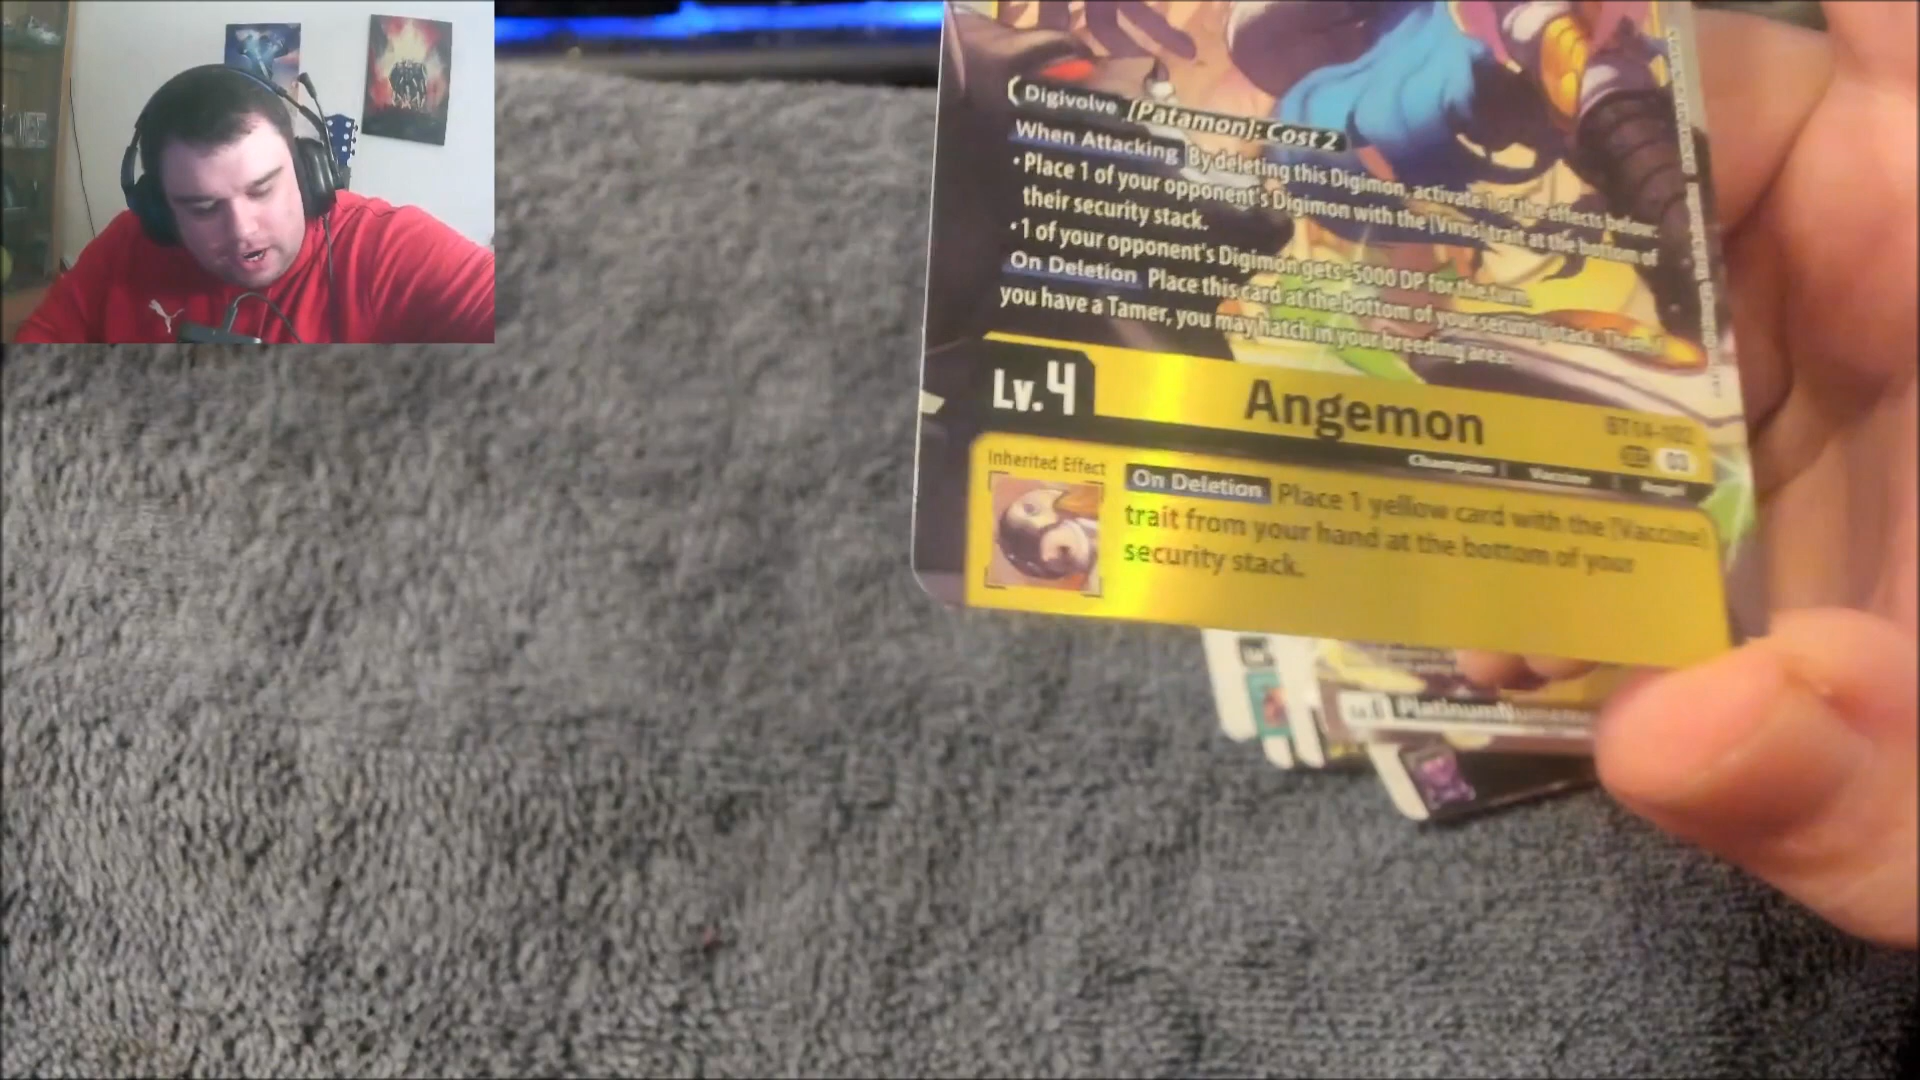 Digivolve [Patamon]: Cost 2
When Attacking By deleting this Digimon, activate 1 of the effects below:
• Place 1 of your opponent's Digimon with the [Virus] trait at the bottom of
their security stack.
• 1 of your opponent's Digimon gets -5000 DP for the turn.
On Deletion Place this card at the bottom of your security stack. Then, if
you have a Tamer, you may hatch in your breeding area.
Lv.4 Angemon BT14-102
Champion | Vaccine | Angel
Inherited Effect
On Deletion Place 1 yellow card with the [Vaccine]
trait from your hand at the bottom of your
security stack.
PlatinumNumemon